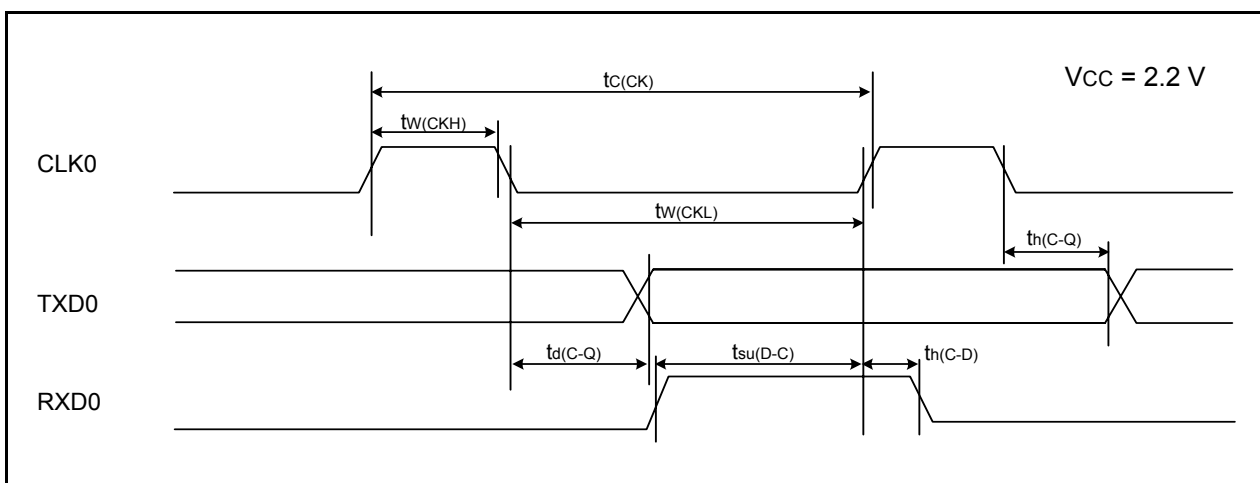 tC(CK)
VCC = 2.2 V
tW(CKH)
CLK0
tW(CKL)
th(C-Q)
TXD0
td(C-Q)
tsu(D-C)
th(C-D)
RXD0